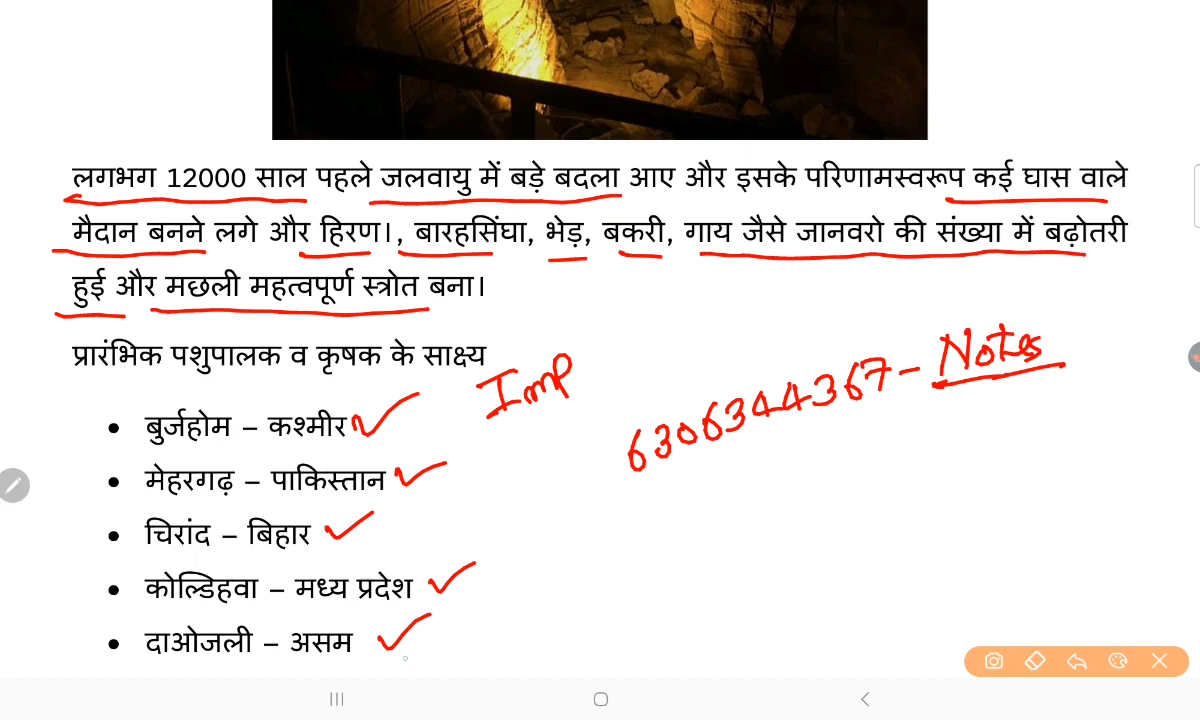 लगभग 12000 साल पहले जलवायु में बड़े बदला आए और इसके परिणामस्वरूप कई घास वाले
मैदान बनने लगे और हिरण।, बारहसिंघा, भेड़, बकरी, गाय जैसे जानवरो की संख्या में बढ़ोतरी
हुई और मछली महत्वपूर्ण स्त्रोत बना।
प्रारंभिक पशुपालक व कृषक के साक्ष्य
Imp
6306344367 - Notes
• बुर्जहोम – कश्मीर
• मेहरगढ़ – पाकिस्तान
• चिरांद – बिहार
• कोल्डिहवा – मध्य प्रदेश
• दाओजली – असम